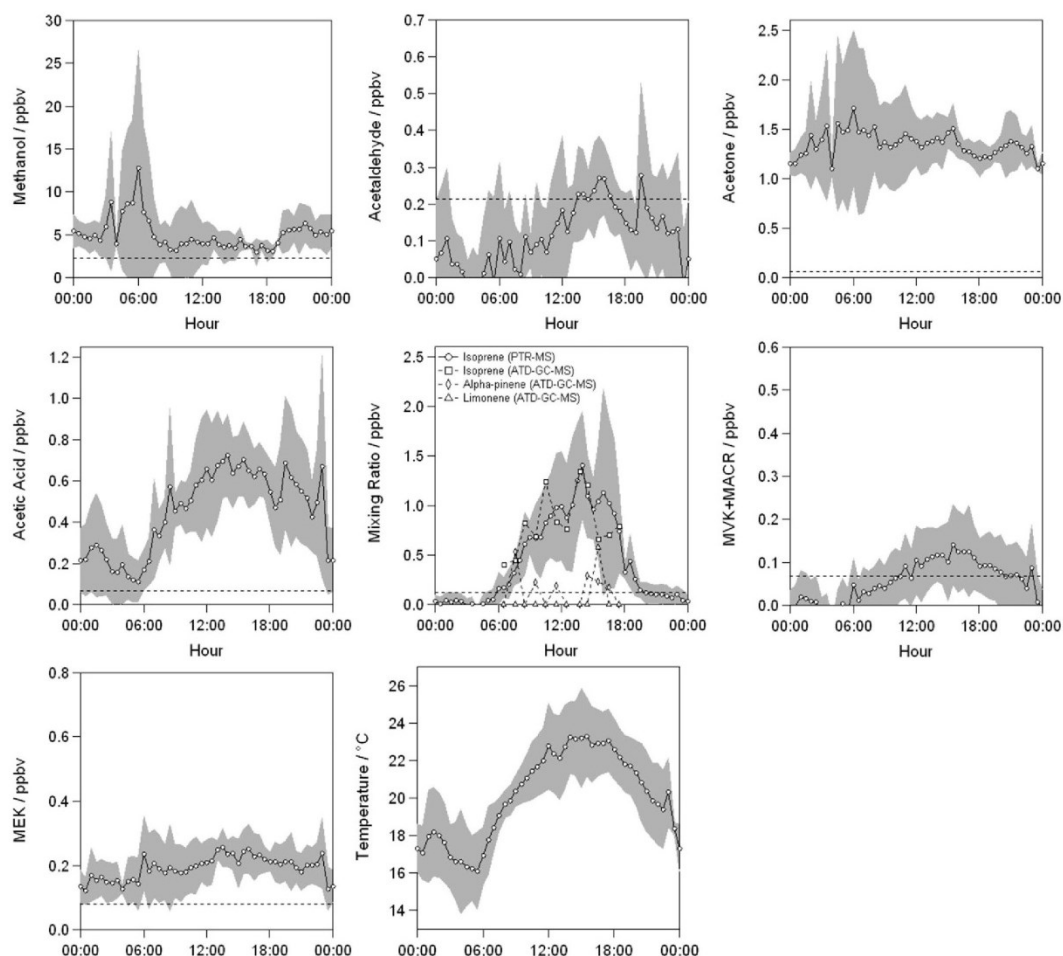 Methanol / ppbv
30
25
20
15
10
5
0
00:00 06:00 12:00 18:00 00:00
Hour
Acetaldehyde / ppbv
0.7
0.6
0.5
0.4
0.3
0.2
0.1
0.0
00:00 06:00 12:00 18:00 00:00
Hour
Acetone / ppbv
2.5
2.0
1.5
1.0
0.5
0.0
00:00 06:00 12:00 18:00 00:00
Hour
Acetic Acid / ppbv
1.2
1.0
0.8
0.6
0.4
0.2
0.0
00:00 06:00 12:00 18:00 00:00
Hour
Mixing Ratio / ppbv
2.5
2.0
1.5
1.0
0.5
0.0
Isoprene (PTR-MS)
Isoprene (ATD-GC-MS)
Alpha-pinene (ATD-GC-MS)
Limonene (ATD-GC-MS)
00:00 06:00 12:00 18:00 00:00
Hour
MVK+MACR / ppbv
0.6
0.5
0.4
0.3
0.2
0.1
0.0
00:00 06:00 12:00 18:00 00:00
Hour
MEK / ppbv
0.8
0.6
0.4
0.2
0.0
00:00 06:00 12:00 18:00 00:00
Temperature / °C
26
24
22
20
18
16
14
13
00:00 06:00 12:00 18:00 00:00